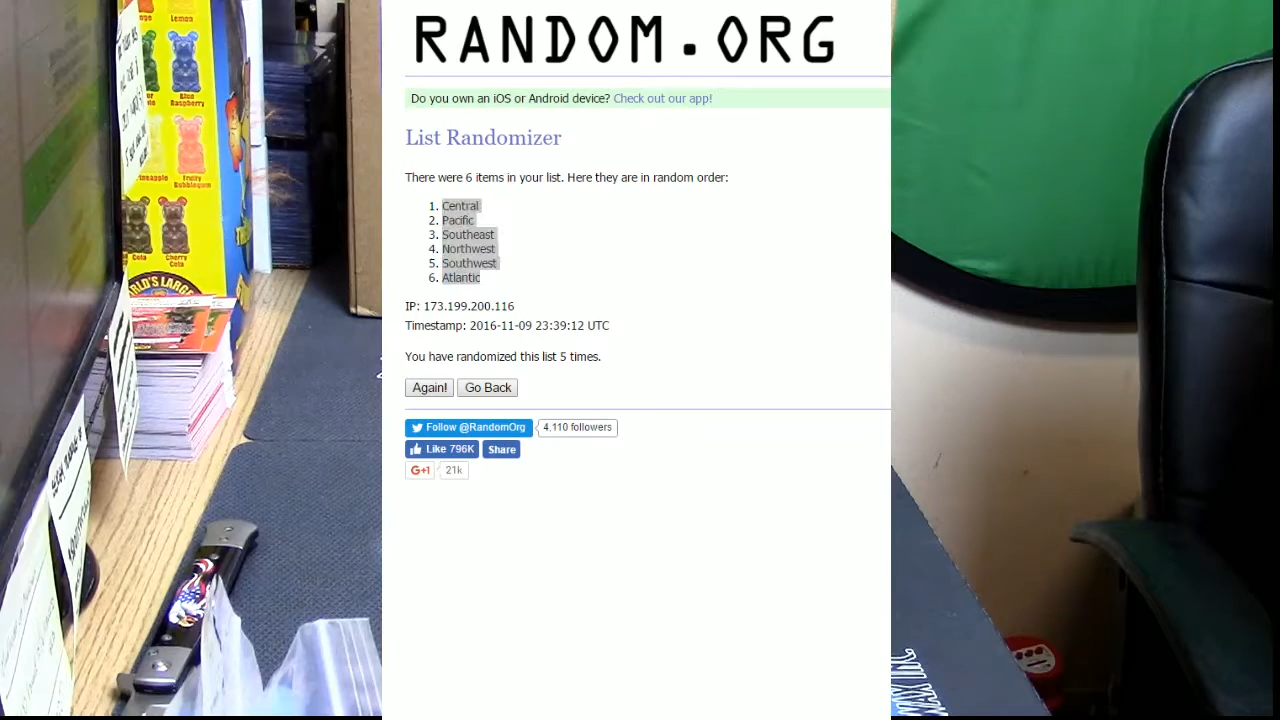 RANDOM.ORG
Do you own an iOS or Android device? Check out our app!
List Randomizer
There were 6 items in your list. Here they are in random order:
1. Central
2. Pacific
3. Southeast
4. Northwest
5. Southwest
6. Atlantic
IP: 173.199.200.116
Timestamp: 2016-11-09 23:39:12 UTC
You have randomized this list 5 times.
Again! Go Back
Follow @RandomOrg 4,110 followers
Like 796K Share
G+1 21k
Lemon
Blue
Raspberry
Fruity
Bubblegum
Cola
Cherry
Cola